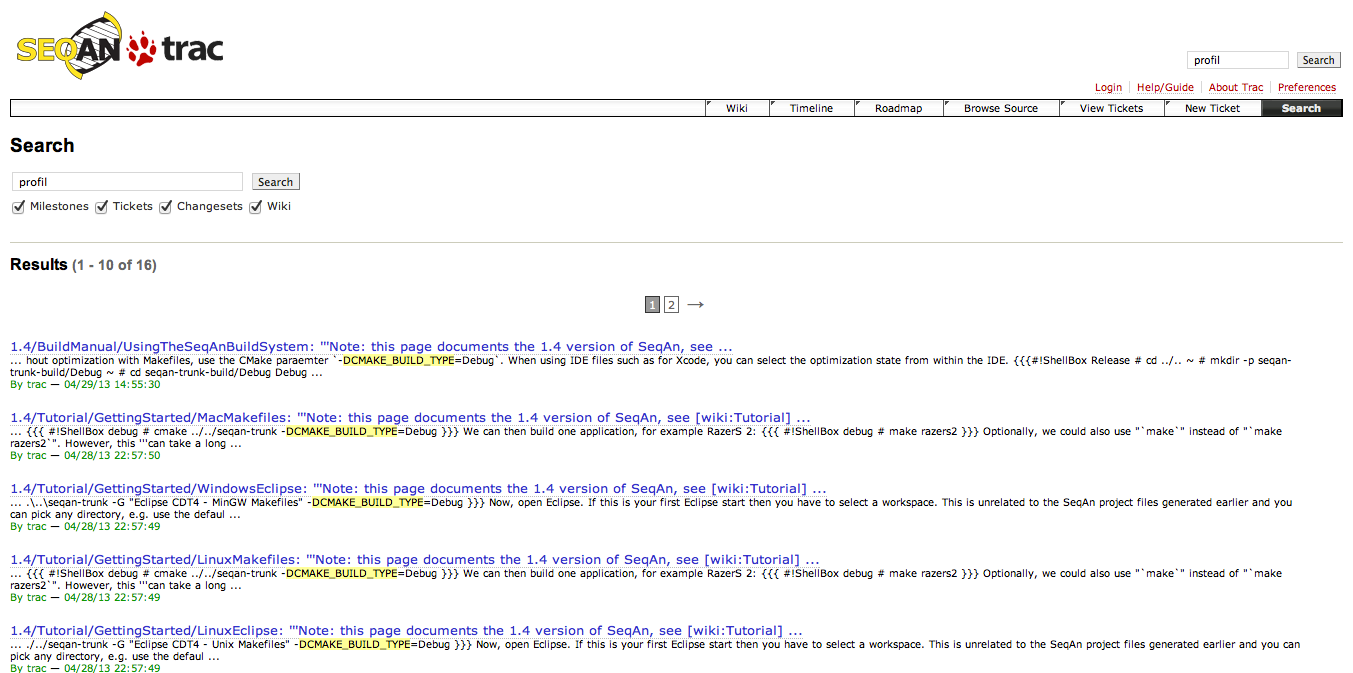 SEQAN trac
profil Search
Login Help/Guide About Trac Preferences
Wiki Timeline Roadmap Browse Source View Tickets New Ticket Search
Search
profil Search
Milestones Tickets Changesets Wiki
Results (1 - 10 of 16)
1 2 →
1.4/BuildManual/UsingTheSeqAnBuildSystem: '''Note: this page documents the 1.4 version of SeqAn, see ...
... hout optimization with Makefiles, use the CMake paraemter `-DCMAKE_BUILD_TYPE=Debug`. When using IDE files such as for Xcode, you can select the optimization state from within the IDE. {{{#!ShellBox Release # cd ../.. ~ # mkdir -p seqan-
trunk-build/Debug ~ # cd seqan-trunk-build/Debug Debug ...
By trac — 04/29/13 14:55:30
1.4/Tutorial/GettingStarted/MacMakefiles: '''Note: this page documents the 1.4 version of SeqAn, see [wiki:Tutorial] ...
... {{{ #!ShellBox debug # cmake ../../seqan-trunk -DCMAKE_BUILD_TYPE=Debug }}} We can then build one application, for example RazerS 2: {{{ #!ShellBox debug # make razers2 }}} Optionally, we could also use "`make`" instead of "`make
razers2`". However, this '''can take a long ...
By trac — 04/28/13 22:57:50
1.4/Tutorial/GettingStarted/WindowsEclipse: '''Note: this page documents the 1.4 version of SeqAn, see [wiki:Tutorial] ...
... .\..\seqan-trunk -G "Eclipse CDT4 - MinGW Makefiles" -DCMAKE_BUILD_TYPE=Debug }}} Now, open Eclipse. If this is your first Eclipse start then you have to select a workspace. This is unrelated to the SeqAn project files generated earlier and you
can pick any directory, e.g. use the defaul ...
By trac — 04/28/13 22:57:49
1.4/Tutorial/GettingStarted/LinuxMakefiles: '''Note: this page documents the 1.4 version of SeqAn, see [wiki:Tutorial] ...
... {{{ #!ShellBox debug # cmake ../../seqan-trunk -DCMAKE_BUILD_TYPE=Debug }}} We can then build one application, for example RazerS 2: {{{ #!ShellBox debug # make razers2 }}} Optionally, we could also use "`make`" instead of "`make
razers2`". However, this '''can take a long ...
By trac — 04/28/13 22:57:49
1.4/Tutorial/GettingStarted/LinuxEclipse: '''Note: this page documents the 1.4 version of SeqAn, see [wiki:Tutorial] ...
... ./../seqan-trunk -G "Eclipse CDT4 - Unix Makefiles" -DCMAKE_BUILD_TYPE=Debug }}} Now, open Eclipse. If this is your first Eclipse start then you have to select a workspace. This is unrelated to the SeqAn project files generated earlier and you can
pick any directory, e.g. use the defaul ...
By trac — 04/28/13 22:57:49